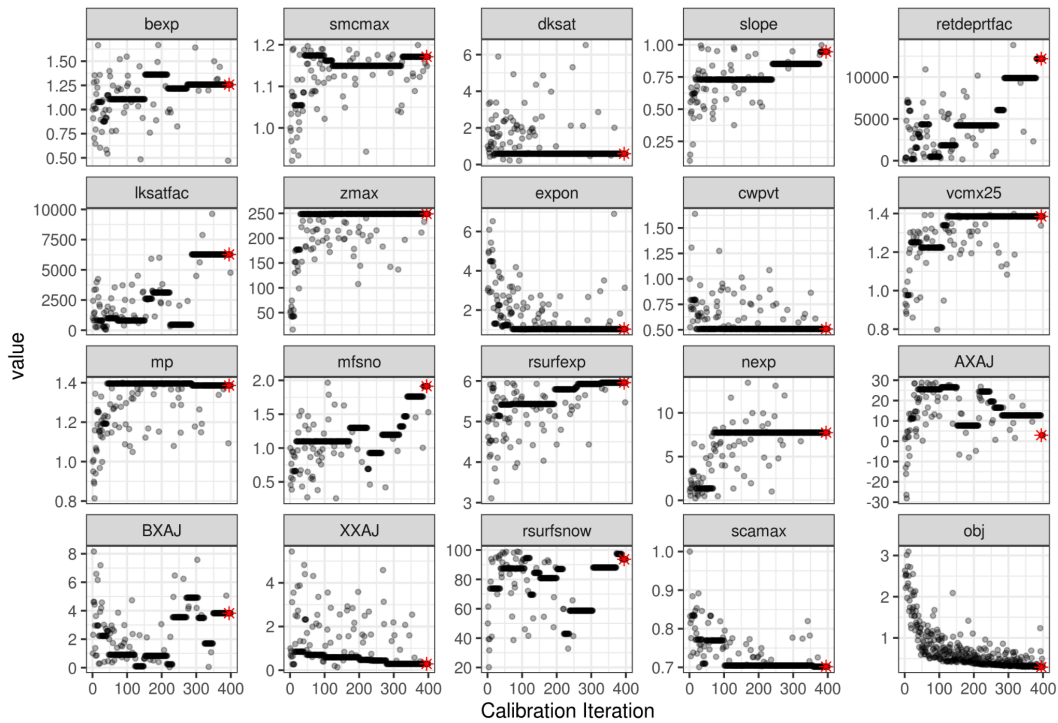 bexp smcmax dksat slope retdeprtfac
1.50 1.25 1.00 0.75 0.50
1.2 1.1 1.0
6 4 2 0
1.00 0.75 0.50 0.25
10000 5000 0
lksatfac zmax expon cwpvt vcmx25
10000 7500 5000 2500 0
250 200 150 100 50
6 4 2
1.50 1.25 1.00 0.75 0.50
1.4 1.2 1.0 0.8
value
mp mfsno rsurfexp nexp AXAJ
1.4 1.2 1.0 0.8
2.0 1.5 1.0 0.5
6 5 4 3
10 5 0
30 20 10 0 -10 -20 -30
BXAJ XXAJ rsurfsnow scamax obj
8 6 4 2 0
4 2 0
100 80 60 40 20
1.0 0.9 0.8 0.7
3 2 1
0 100 200 300 400 0 100 200 300 400 0 100 200 300 400 0 100 200 300 400 0 100 200 300 400
Calibration Iteration